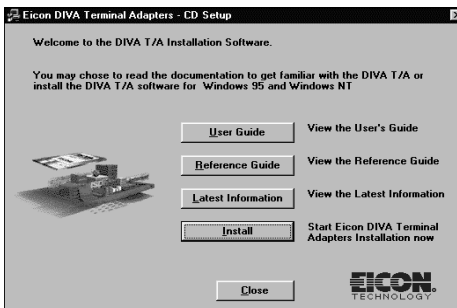 Eicon DIVA Terminal Adapters - CD Setup
Welcome to the DIVA T/A Installation Software.
You may chose to read the documentation to get familiar with the DIVA T/A or
install the DIVA T/A software for Windows 95 and Windows NT
User Guide
View the User's Guide
Reference Guide
View the Reference Guide
Latest Information
View the Latest Information
Install
Start Eicon DIVA Terminal
Adapters Installation now
Close
EICON.
TECHNOLOGY